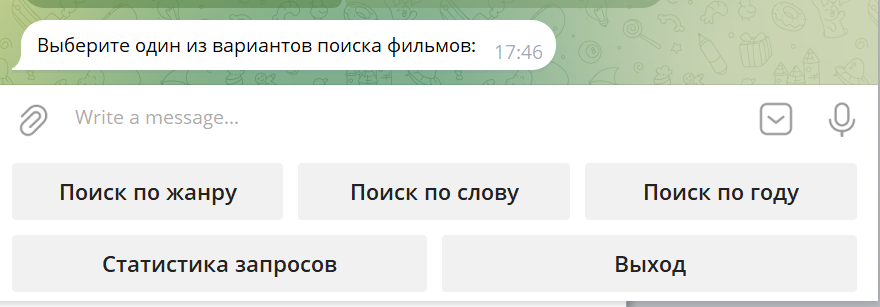 Выберите один из вариантов поиска фильмов: 17:46
Write a message...
Поиск по жанру Поиск по слову Поиск по году
Статистика запросов Выход